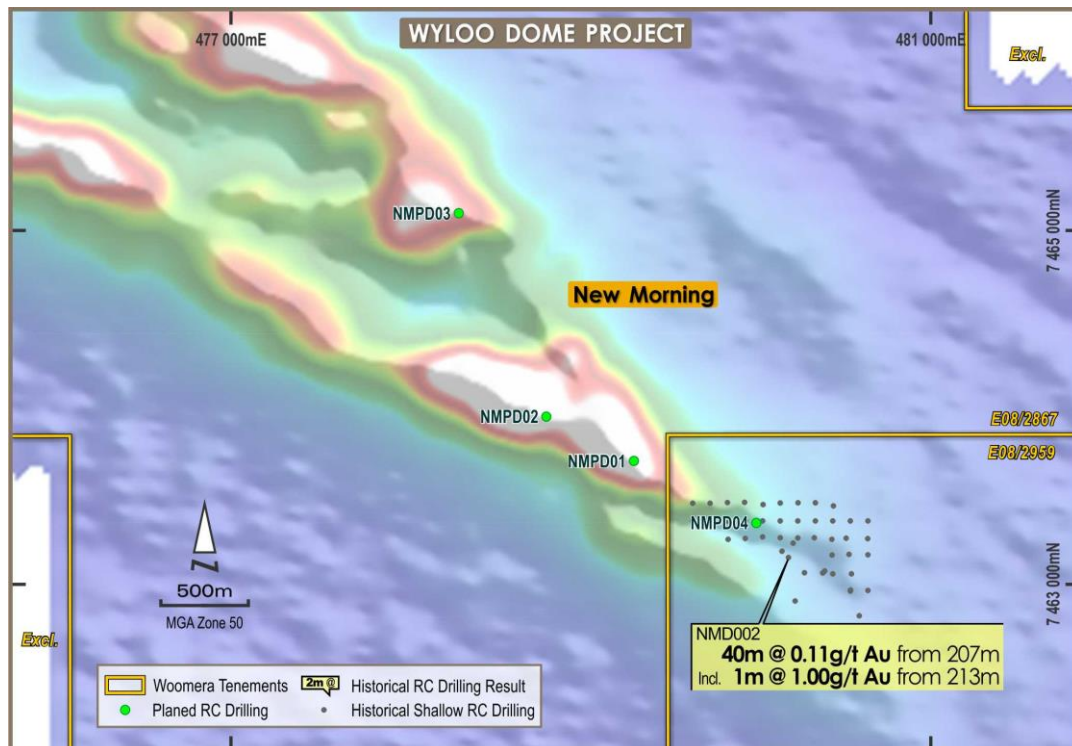 WYLOO DOME PROJECT
477 000mE
481 000mE
Excl.
NMPD03
7 465 000mN
New Morning
NMPD02
E08/2867
E08/2959
NMPD01
NMPD04
N
500m
MGA Zone 50
7 463 000mN
Excl.
NMD002
40m @ 0.11g/t Au from 207m
Incl. 1m @ 1.00g/t Au from 213m
Woomera Tenements
2m @
Historical RC Drilling Result
Planed RC Drilling
Historical Shallow RC Drilling